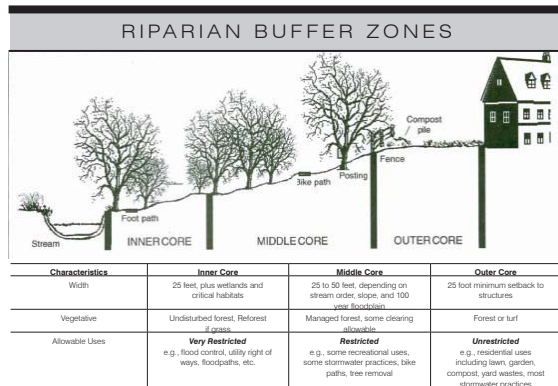 RIPARIAN BUFFER ZONES
Compost
pile
Fence
Posting
Bike path
Foot path
Stream
INNER CORE
MIDDLE CORE
OUTER CORE
Characteristics Inner Core Middle Core Outer Core
Width 25 feet, plus wetlands and 25 to 50 feet, depending on 25 foot minimum setback to
critical habitats stream order, slope, and 100 structures
year floodplain
Vegetative Undisturbed forest, Reforest Managed forest, some clearing Forest or turf
if grass allowable
Allowable Uses Very Restricted Restricted Unrestricted
e.g., flood control, utility right of e.g., some recreational uses, e.g., residential uses
ways, floodpaths, etc. some stormwater practices, bike including lawn, garden,
paths, tree removal compost, yard wastes, most
stormwater practices